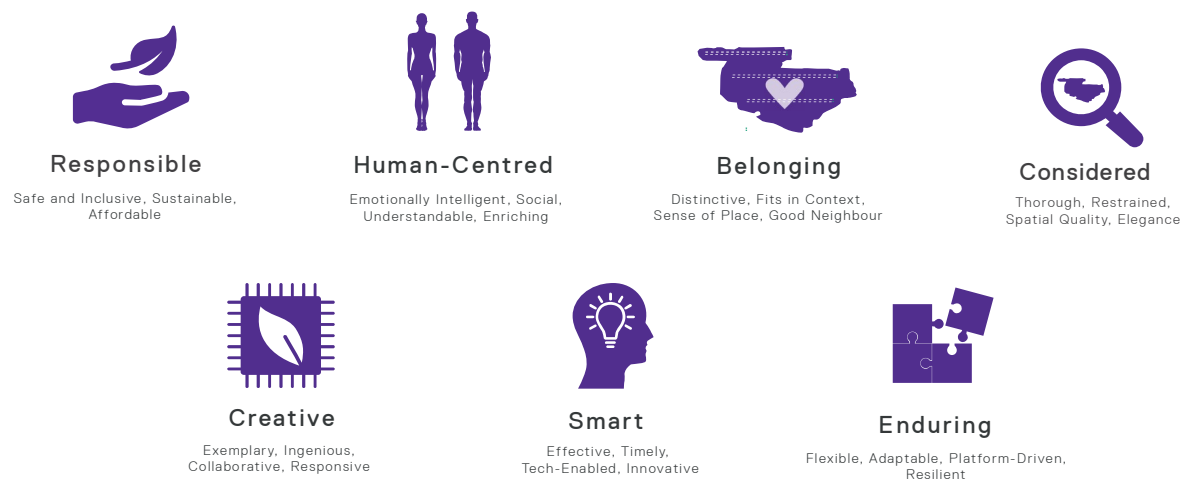 Responsible
Safe and Inclusive, Sustainable,
Affordable
Human-Centred
Emotionally Intelligent, Social,
Understandable, Enriching
Belonging
Distinctive, Fits in Context,
Sense of Place, Good Neighbour
Considered
Thorough, Restrained,
Spatial Quality, Elegance
Creative
Exemplary, Ingenious,
Collaborative, Responsive
Smart
Effective, Timely,
Tech-Enabled, Innovative
Enduring
Flexible, Adaptable, Platform-Driven,
Resilient